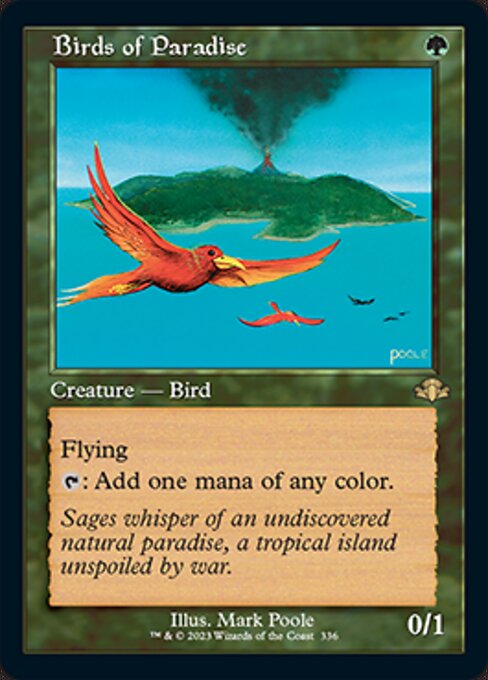 Birds of Paradise
POOLE
Creature — Bird
Flying
: Add one mana of any color.
Sages whisper of an undiscovered
natural paradise, a tropical island
unspoiled by war.
Illus. Mark Poole
™ & © 2023 Wizards of the Coast 336
0/1